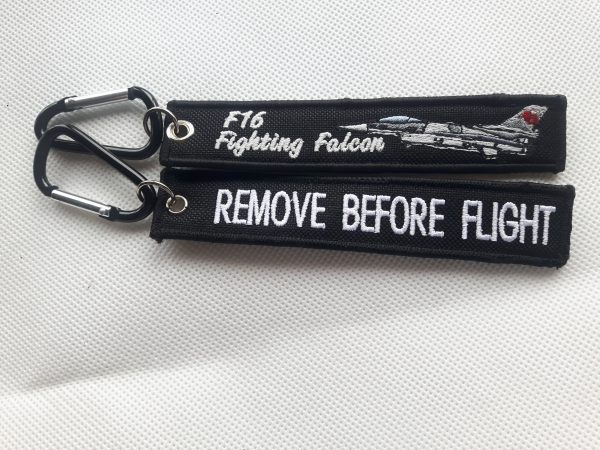 F16
Fighting Falcon
REMOVE BEFORE FLIGHT